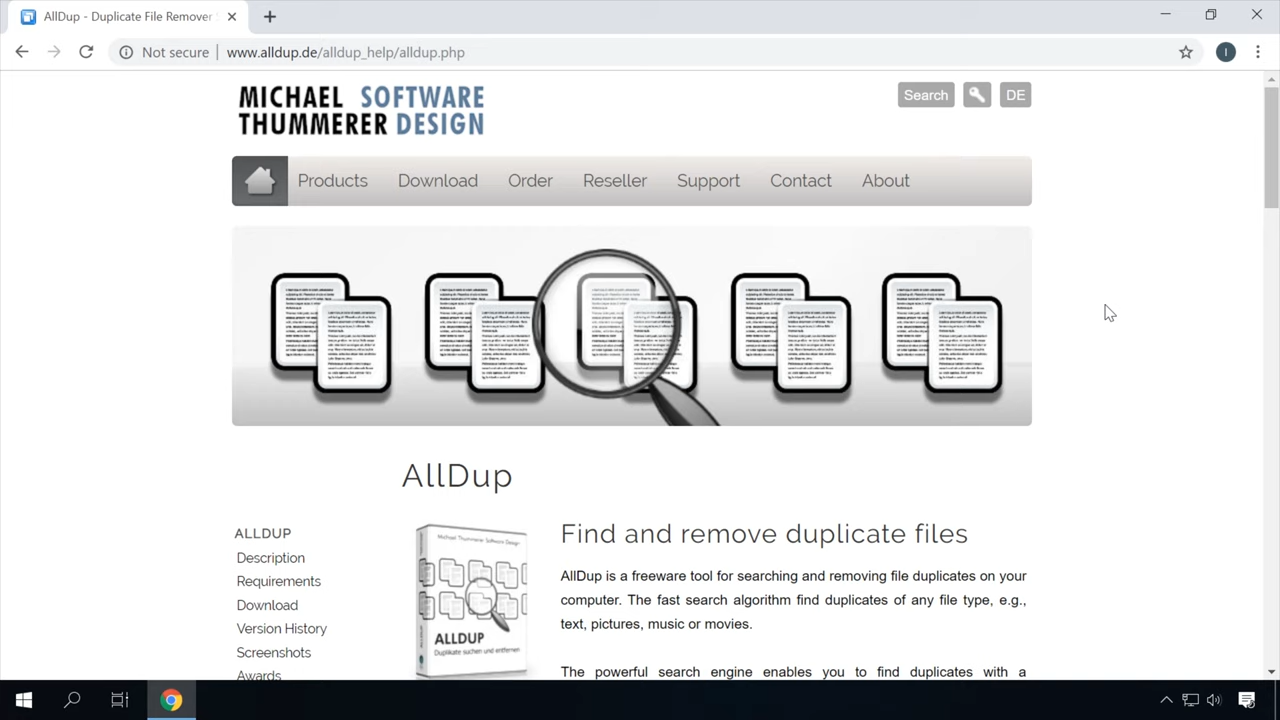 AllDup - Duplicate File Remover
Not secure www.alldup.de/alldup_help/alldup.php
I
MICHAEL SOFTWARE
THUMMERER DESIGN
Search
DE
Products Download Order Reseller Support Contact About
AllDup
ALLDUP
Description
Requirements
Download
Version History
Screenshots
Awards
Michael Thummerer Software Design
ALLDUP
Duplikate suchen und entfernen
Find and remove duplicate files
AllDup is a freeware tool for searching and removing file duplicates on your
computer. The fast search algorithm find duplicates of any file type, e.g.,
text, pictures, music or movies.
The powerful search engine enables you to find duplicates with a